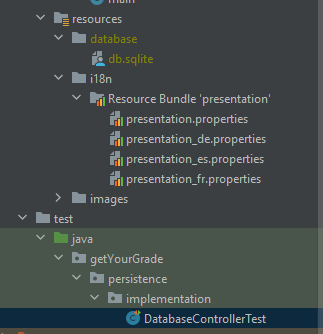 main
resources
database
db.sqlite
i18n
Resource Bundle 'presentation'
presentation.properties
presentation_de.properties
presentation_es.properties
presentation_fr.properties
images
test
java
getYourGrade
persistence
implementation
DatabaseControllerTest